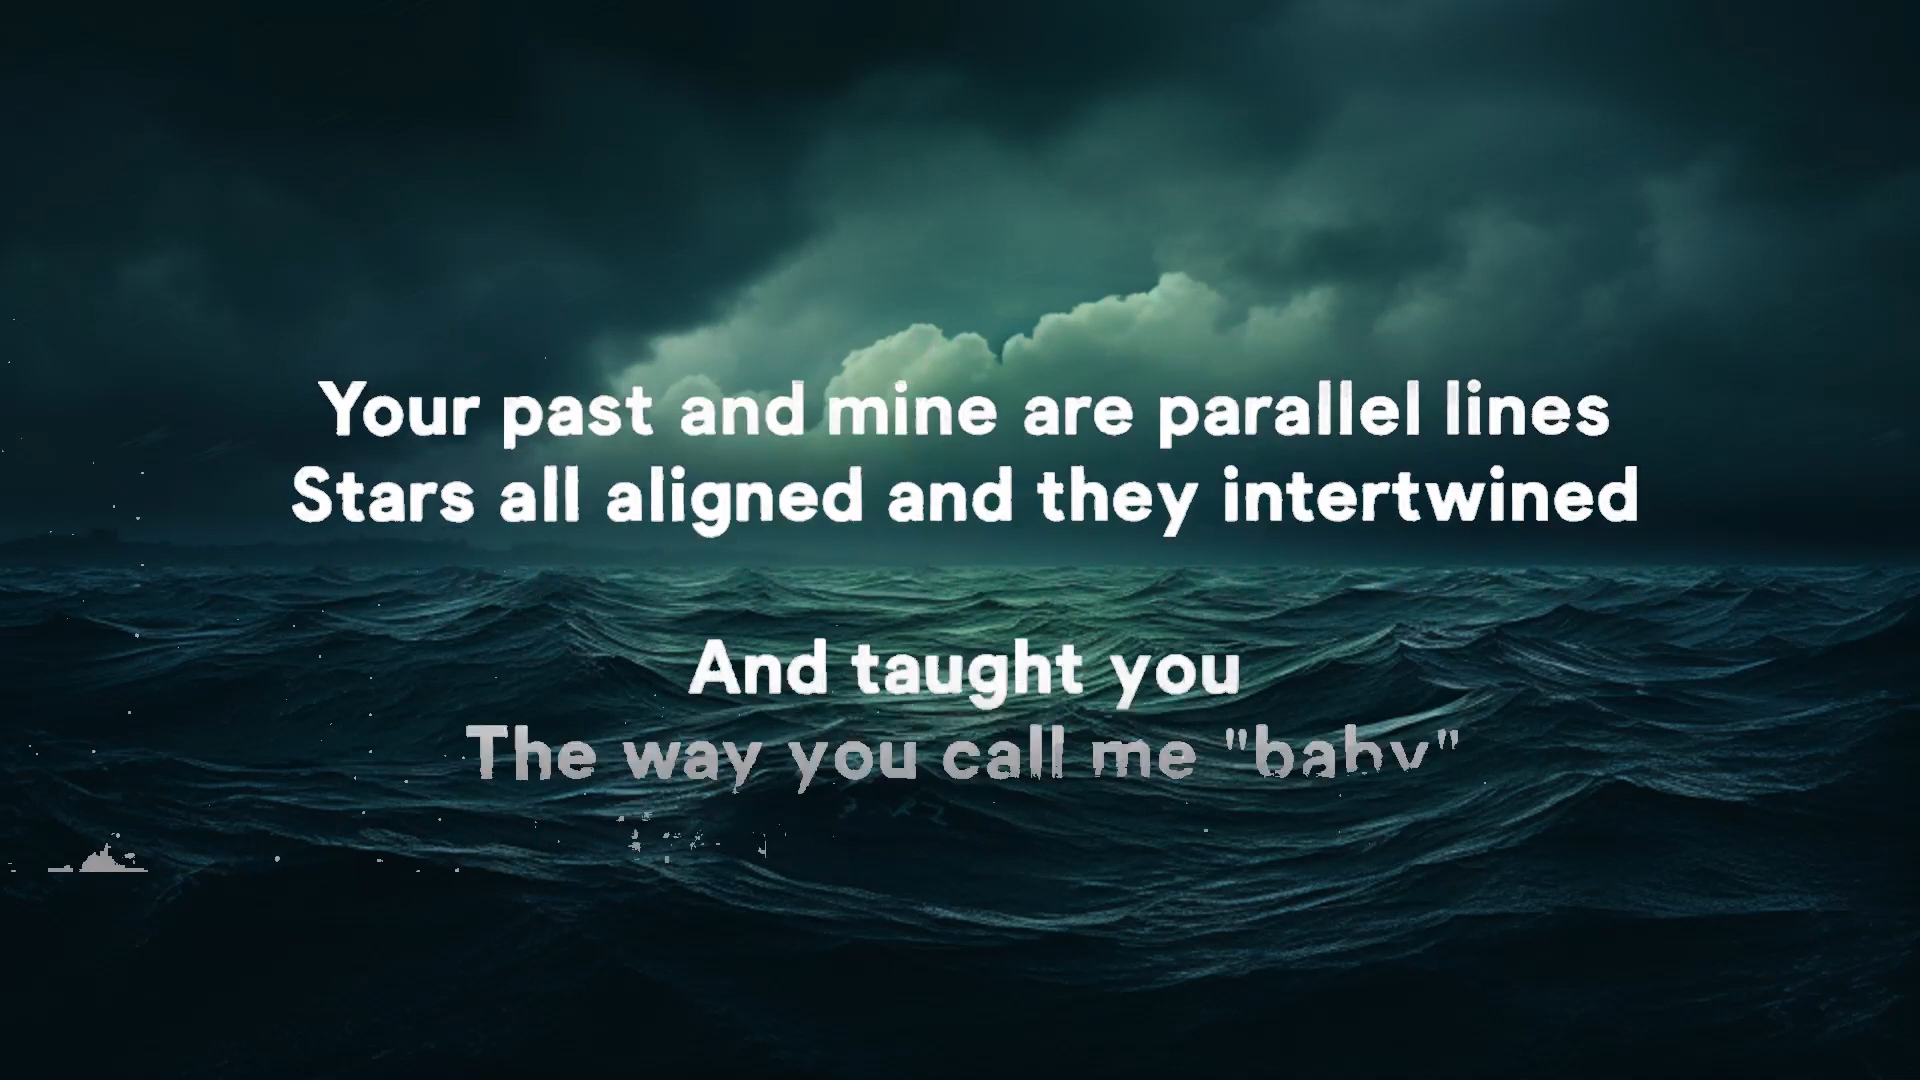 Your past and mine are parallel lines
Stars all aligned and they intertwined
And taught you
The way you call me "baby"